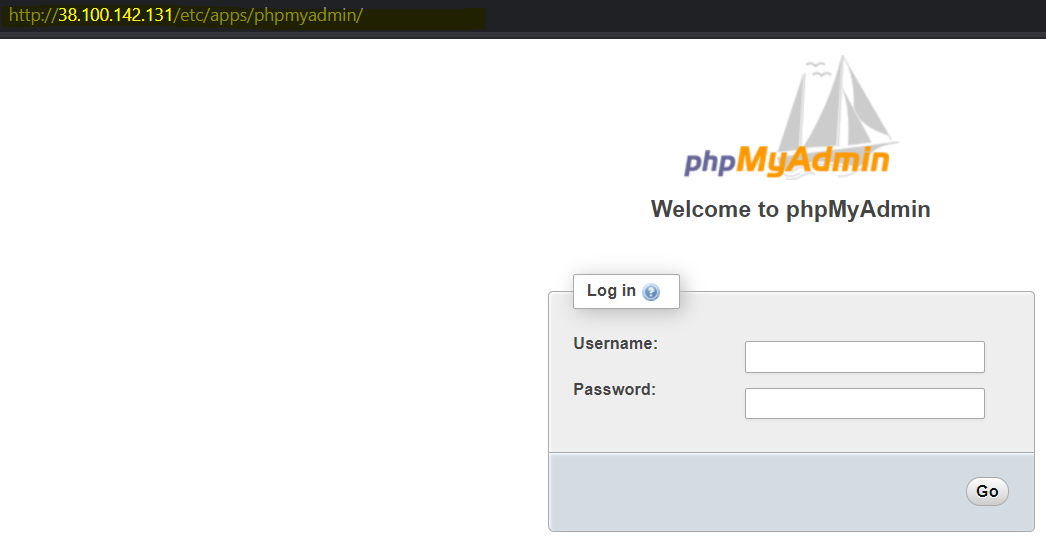 http://38.100.142.131/etc/apps/phpmyadmin/
phpMyAdmin
Welcome to phpMyAdmin
Log in
Username:
Password:
Go